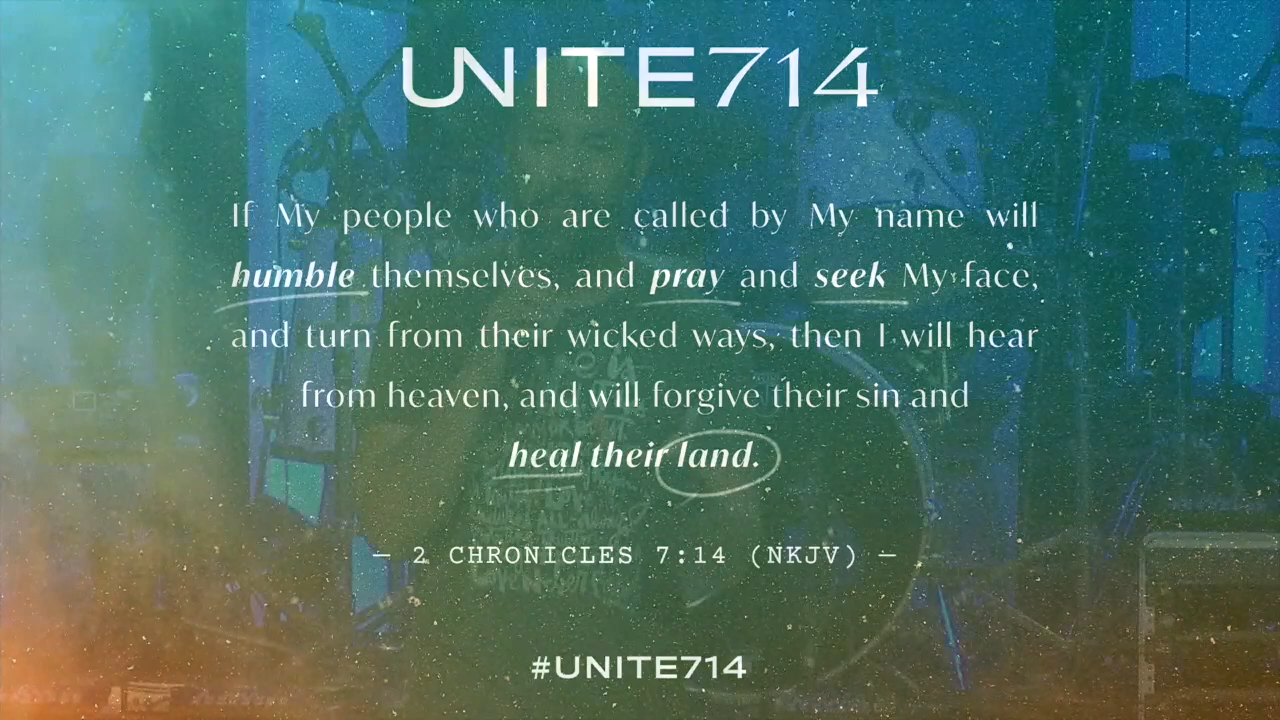 UNITE714
If My people who are called by My name will
humble themselves, and pray and seek My face,
and turn from their wicked ways, then I will hear
from heaven, and will forgive their sin and
heal their land.
— 2 CHRONICLES 7:14 (NKJV) —
#UNITE714